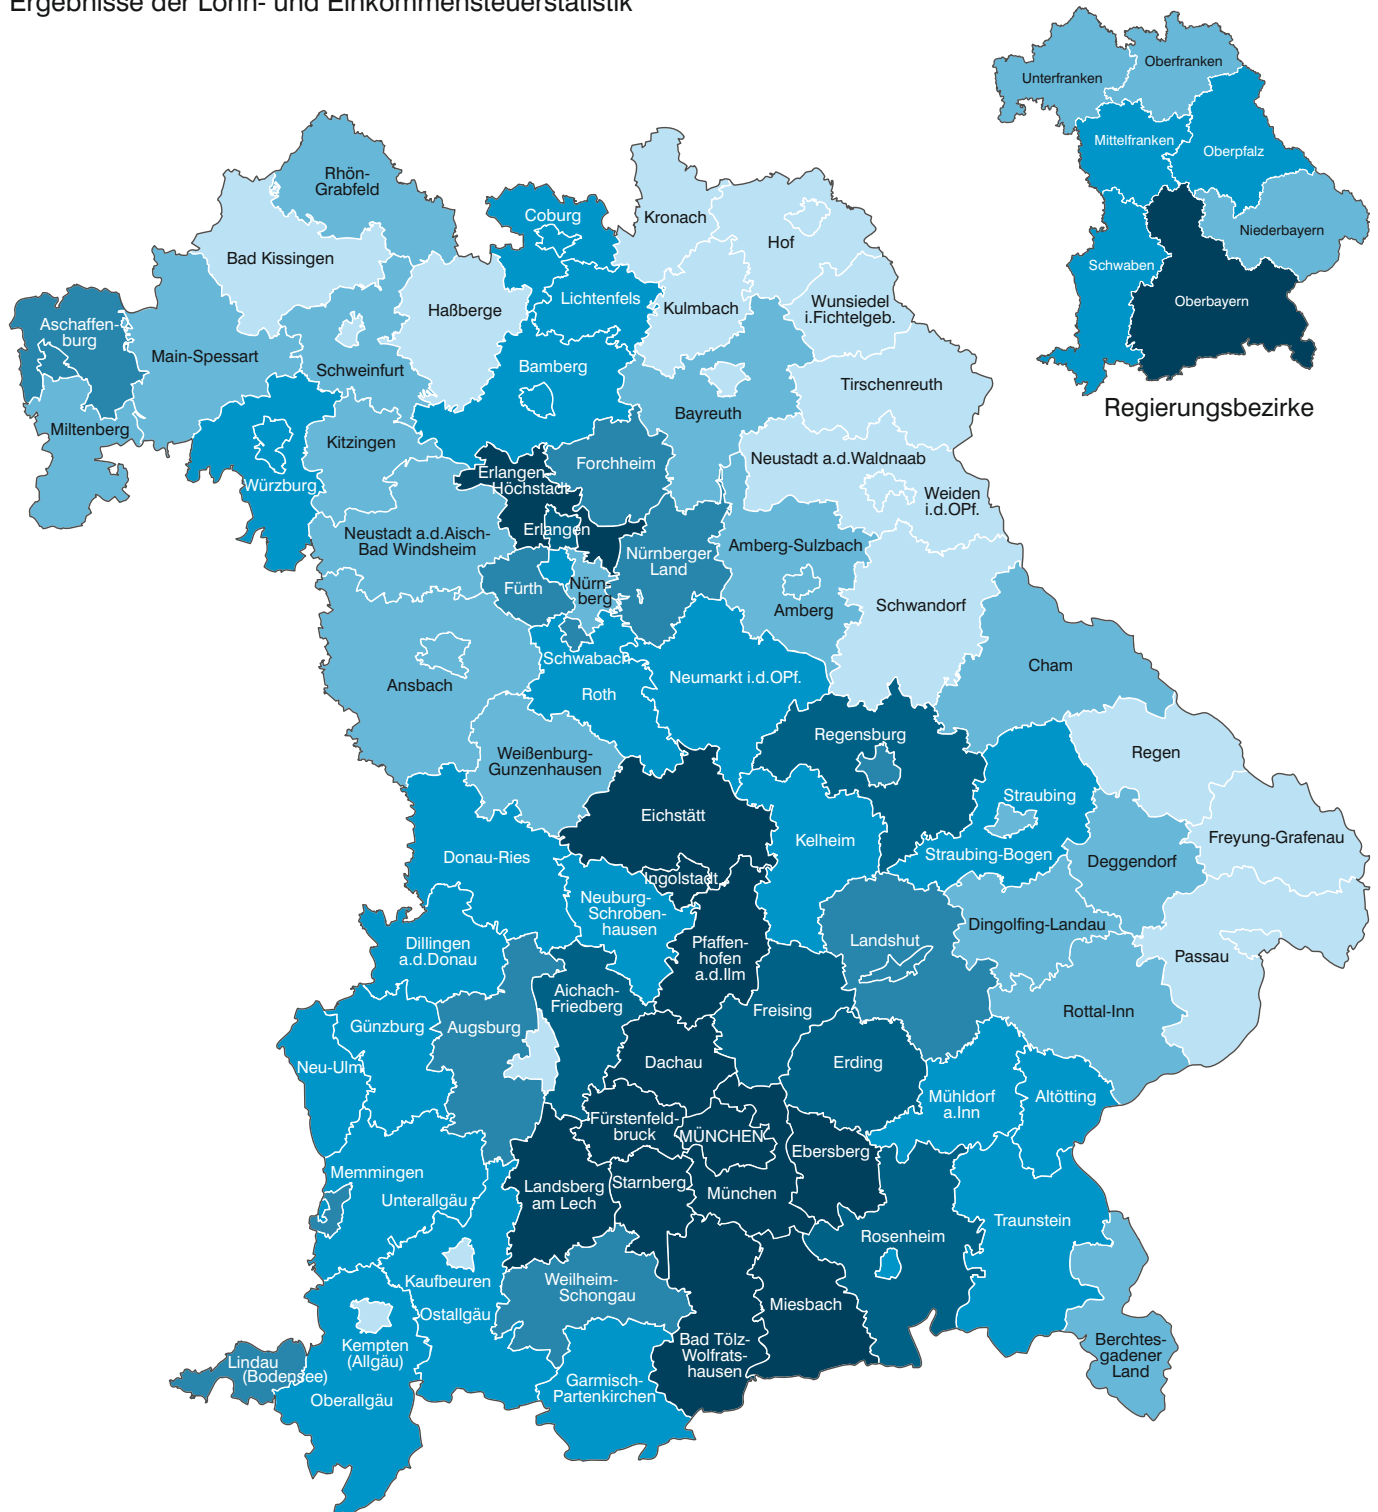 Ergebnisse der Lohn- und Einkommensteuerstatistik
Unterfranken
Oberfranken
Mittelfranken
Oberpfalz
Niederbayern
Schwaben
Oberbayern
Regierungsbezirke
Rhön-
Grabfeld
Coburg
Kronach
Hof
Bad Kissingen
Lichtenfels
Kulmbach
Wunsiedel
i.Fichtelgeb.
Haßberge
Aschaffen-
burg
Main-Spessart
Schweinfurt
Bamberg
Tirschenreuth
Bayreuth
Miltenberg
Kitzingen
Forchheim
Neustadt a.d.Waldnaab
Weiden
i.d.OPf.
Erlangen-
Höchstadt
Würzburg
Erlangen
Neustadt a.d.Aisch-
Bad Windsheim
Nürnberger
Land
Amberg-Sulzbach
Fürth
Nürn-
berg
Amberg
Schwandorf
Schwabach
Ansbach
Roth
Neumarkt i.d.OPf.
Cham
Regensburg
Weißenburg-
Gunzenhausen
Regen
Straubing
Eichstätt
Kelheim
Freyung-Grafenau
Donau-Ries
Straubing-Bogen
Deggendorf
Ingolstadt
Neuburg-
Schroben-
hausen
Dingolfing-Landau
Dillingen
a.d.Donau
Pfaffen-
hofen
a.d.Ilm
Landshut
Passau
Aichach-
Friedberg
Freising
Rottal-Inn
Günzburg
Augsburg
Neu-Ulm
Dachau
Erding
Mühldorf
a.Inn
Altötting
Fürstenfeld-
bruck
MÜNCHEN
Ebersberg
Memmingen
Unterallgäu
Landsberg
am Lech
Starnberg
München
Traunstein
Rosenheim
Kaufbeuren
Weilheim-
Schongau
Ostallgäu
Miesbach
Kempten
(Allgäu)
Bad Tölz-
Wolfrats-
hausen
Berchtes-
gadener
Land
Lindau
(Bodensee)
Oberallgäu
Garmisch-
Partenkirchen